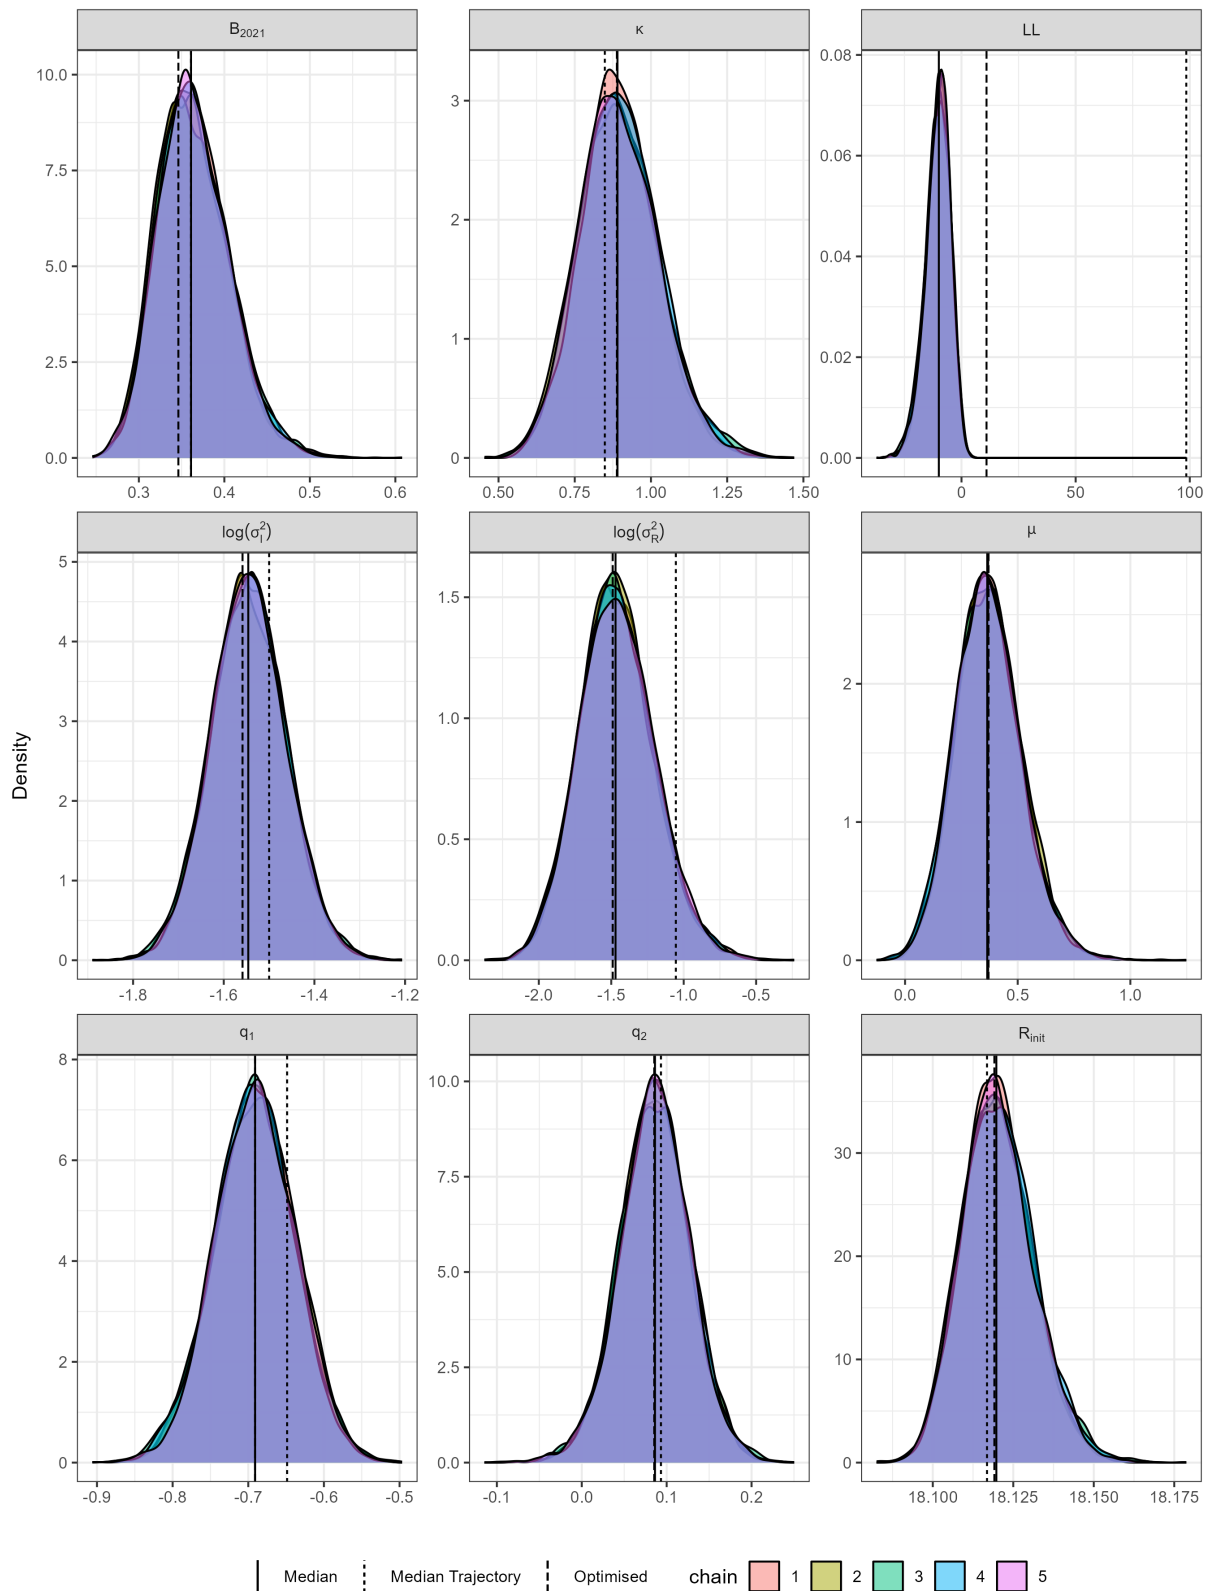 B2021
κ
LL
10.0
7.5
5.0
2.5
0.0
0.3 0.4 0.5 0.6
3
2
1
0
0.50 0.75 1.00 1.25 1.50
0.08
0.06
0.04
0.02
0.00
0 50 100
log(σ²I)
log(σ²R)
μ
5
4
3
2
1
0
-1.8 -1.6 -1.4 -1.2
1.5
1.0
0.5
0.0
-2.0 -1.5 -1.0 -0.5
2
1
0
0.0 0.5 1.0
Density
q1
q2
Rinit
8
6
4
2
0
-0.9 -0.8 -0.7 -0.6 -0.5
10.0
7.5
5.0
2.5
0.0
-0.1 0.0 0.1 0.2
30
20
10
0
18.100 18.125 18.150 18.175
Median Median Trajectory Optimised chain 1 2 3 4 5